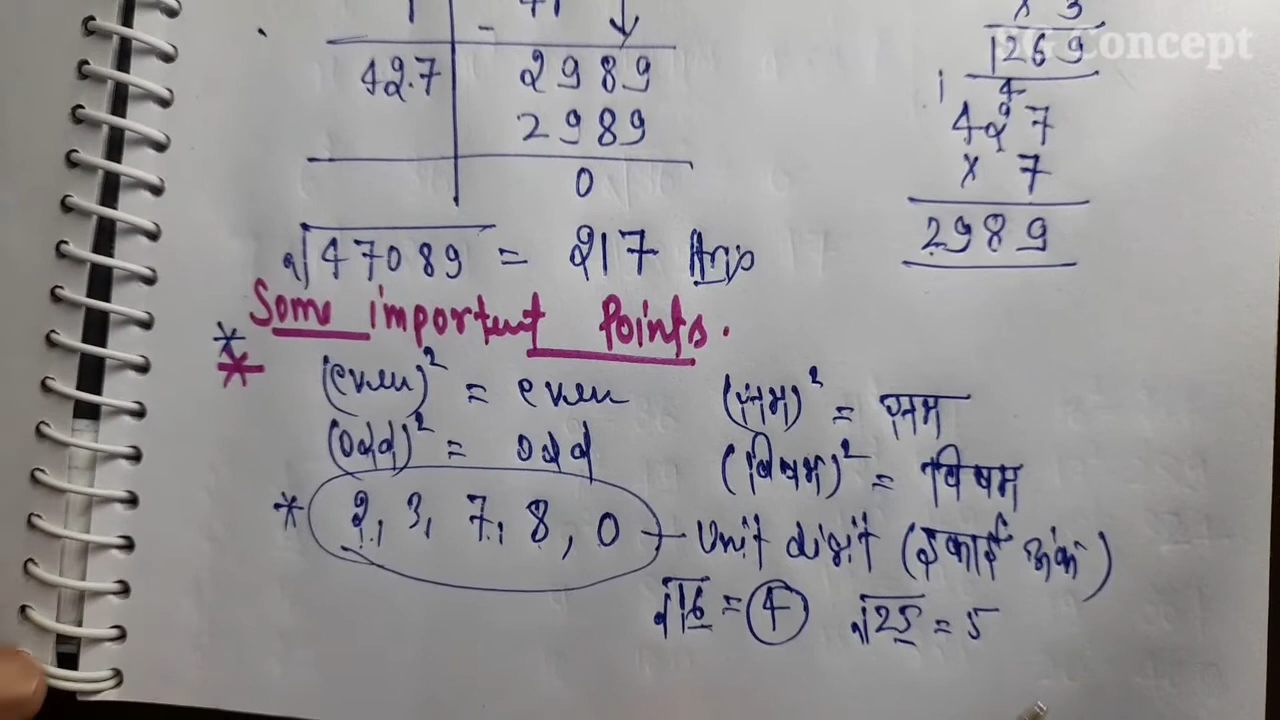 42.7 2989
2989
0
√47089 = 217 Ans
Some important Points.
(even)² = even
(odd)² = odd
* 2, 3, 7, 8, 0 - Unit digit (इकाई अंक)
√16 = 4 √25 = 5
(सम)² = सम
(विषम)² = विषम
x 3
1269
427
x 7
2989
SG Concept